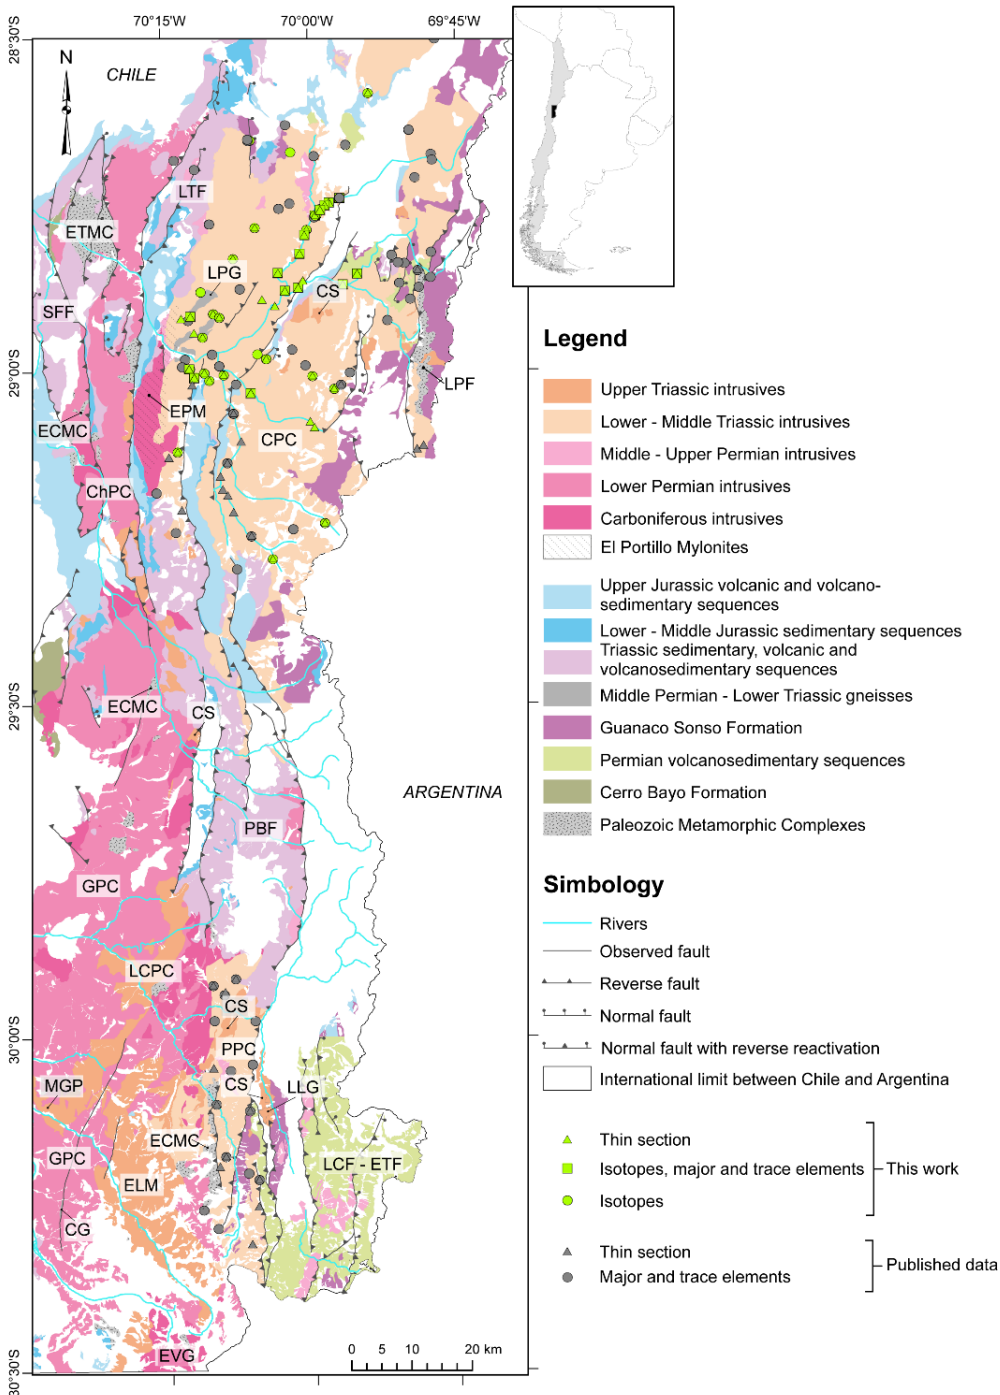 70°15'W
70°00'W
69°45'W
28°30'S
N
CHILE
LTF
ETMC
LPG
CS
SFF
29°00'S
LPF
EPM
ECMC
CPC
ChPC
ECMC
CS
29°30'S
ARGENTINA
PBF
GPC
LCPC
CS
30°00'S
PPC
MGP
CS
LLG
ECMC
GPC
LCF - ETF
ELM
CG
EVG
0 5 10 20 km
30°30'S
Legend
Upper Triassic intrusives
Lower - Middle Triassic intrusives
Middle - Upper Permian intrusives
Lower Permian intrusives
Carboniferous intrusives
El Portillo Mylonites
Upper Jurassic volcanic and volcano-
sedimentary sequences
Lower - Middle Jurassic sedimentary sequences
Triassic sedimentary, volcanic and
volcanosedimentary sequences
Middle Permian - Lower Triassic gneisses
Guanaco Sonso Formation
Permian volcanosedimentary sequences
Cerro Bayo Formation
Paleozoic Metamorphic Complexes
Simbology
Rivers
Observed fault
Reverse fault
Normal fault
Normal fault with reverse reactivation
International limit between Chile and Argentina
Thin section
Isotopes, major and trace elements
This work
Isotopes
Thin section
Published data
Major and trace elements